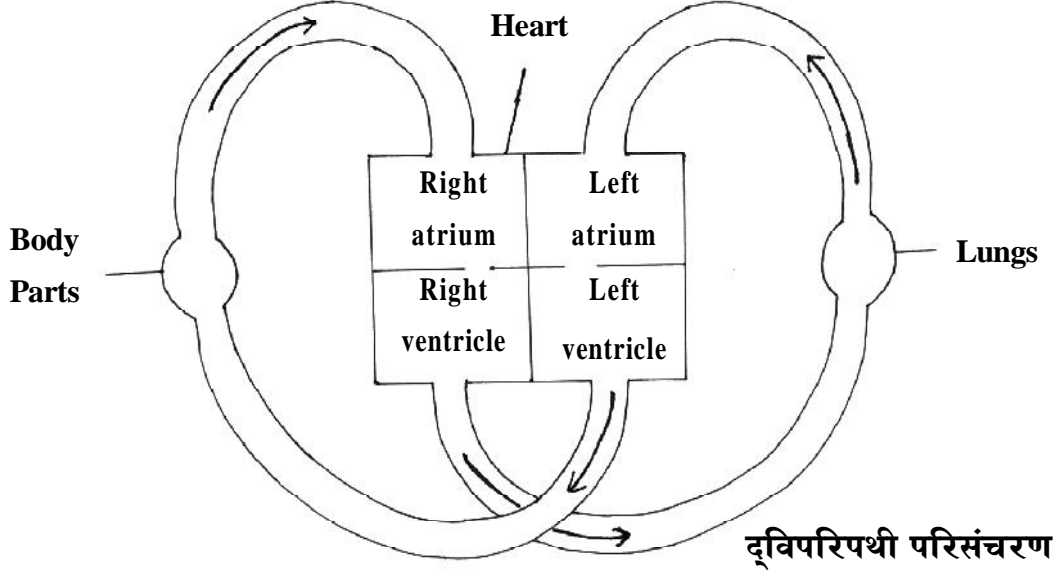 Heart
Right
atrium
Left
atrium
Body
Parts
Lungs
Right
ventricle
Left
ventricle
द्विपरिपथी परिसंचरण